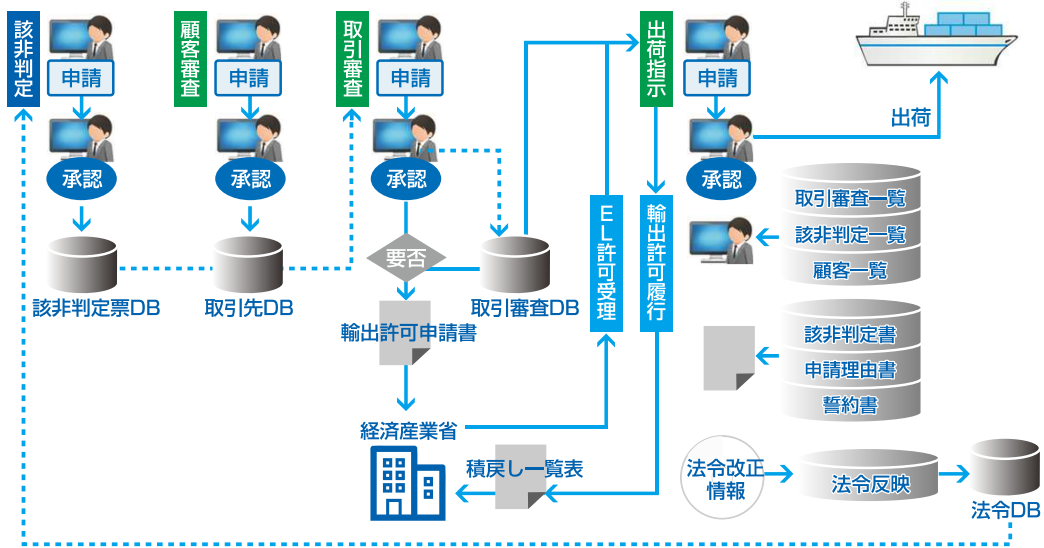 該非判定
申請
承認
該非判定票DB
顧客審査
申請
承認
取引先DB
取引審査
申請
承認
要否
取引審査DB
輸出許可申請書
経済産業省
積戻し一覧表
EL許可受理
輸出許可履行
出荷指示
申請
承認
出荷
取引審査一覧
該非判定一覧
顧客一覧
該非判定書
申請理由書
誓約書
法令改正
情報
法令反映
法令DB